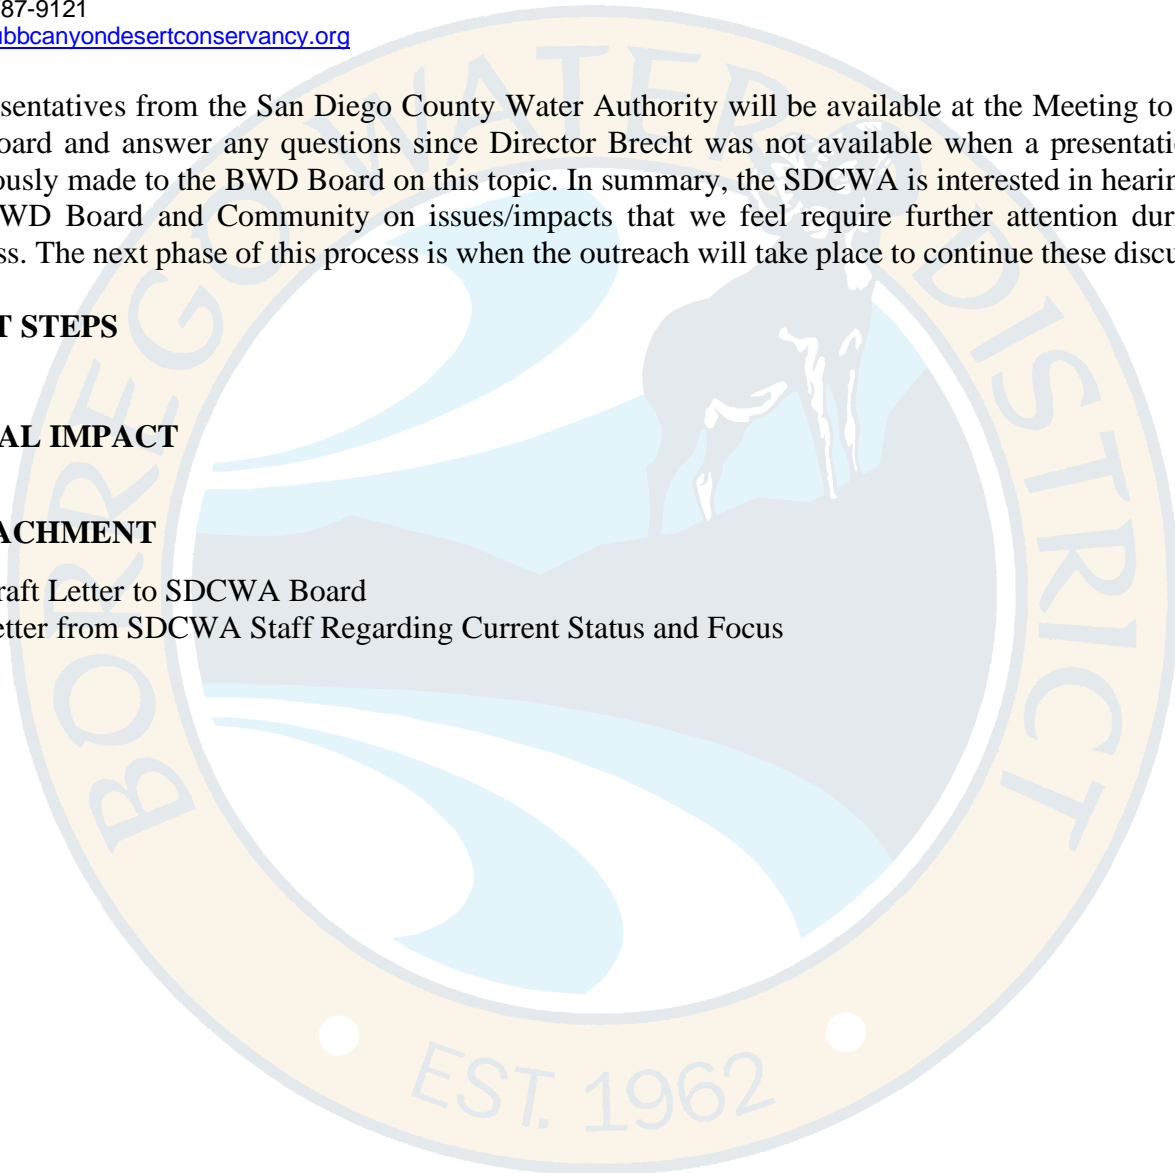 87-9121
ubbcanyondesertconservancy.org
sentatives from the San Diego County Water Authority will be available at the Meeting to
oard and answer any questions since Director Brecht was not available when a presentati
ously made to the BWD Board on this topic. In summary, the SDCWA is interested in hearin
WD Board and Community on issues/impacts that we feel require further attention dur
ss. The next phase of this process is when the outreach will take place to continue these discu
T STEPS
AL IMPACT
ACHMENT
raft Letter to SDCWA Board
etter from SDCWA Staff Regarding Current Status and Focus
BORREGO WATER DISTRICT
EST. 1962